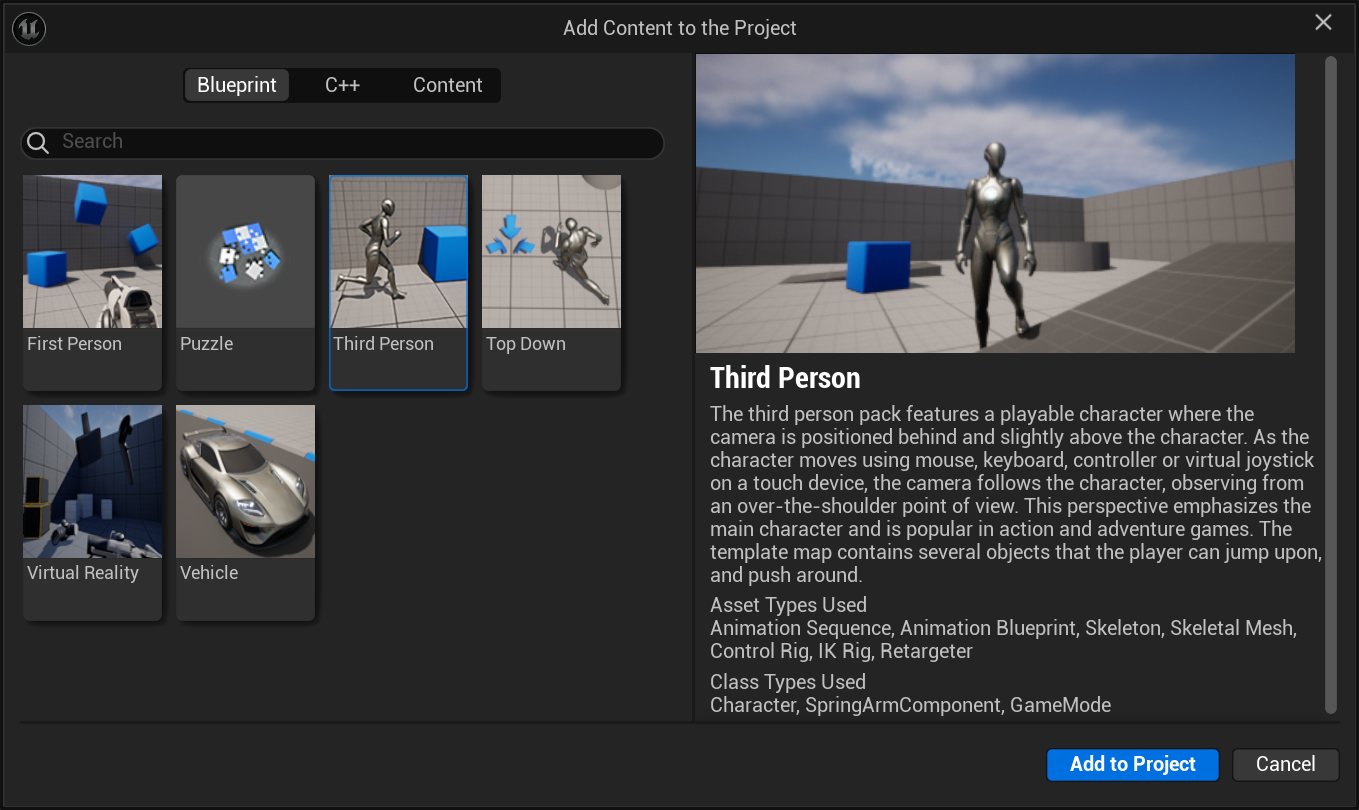 Add Content to the Project
Blueprint
C++
Content
Search
First Person
Puzzle
Third Person
Top Down
Virtual Reality
Vehicle
Third Person
The third person pack features a playable character where the
camera is positioned behind and slightly above the character. As the
character moves using mouse, keyboard, controller or virtual joystick
on a touch device, the camera follows the character, observing from
an over-the-shoulder point of view. This perspective emphasizes the
main character and is popular in action and adventure games. The
template map contains several objects that the player can jump upon,
and push around.
Asset Types Used
Animation Sequence, Animation Blueprint, Skeleton, Skeletal Mesh,
Control Rig, IK Rig, Retargeter
Class Types Used
Character, SpringArmComponent, GameMode
Add to Project
Cancel